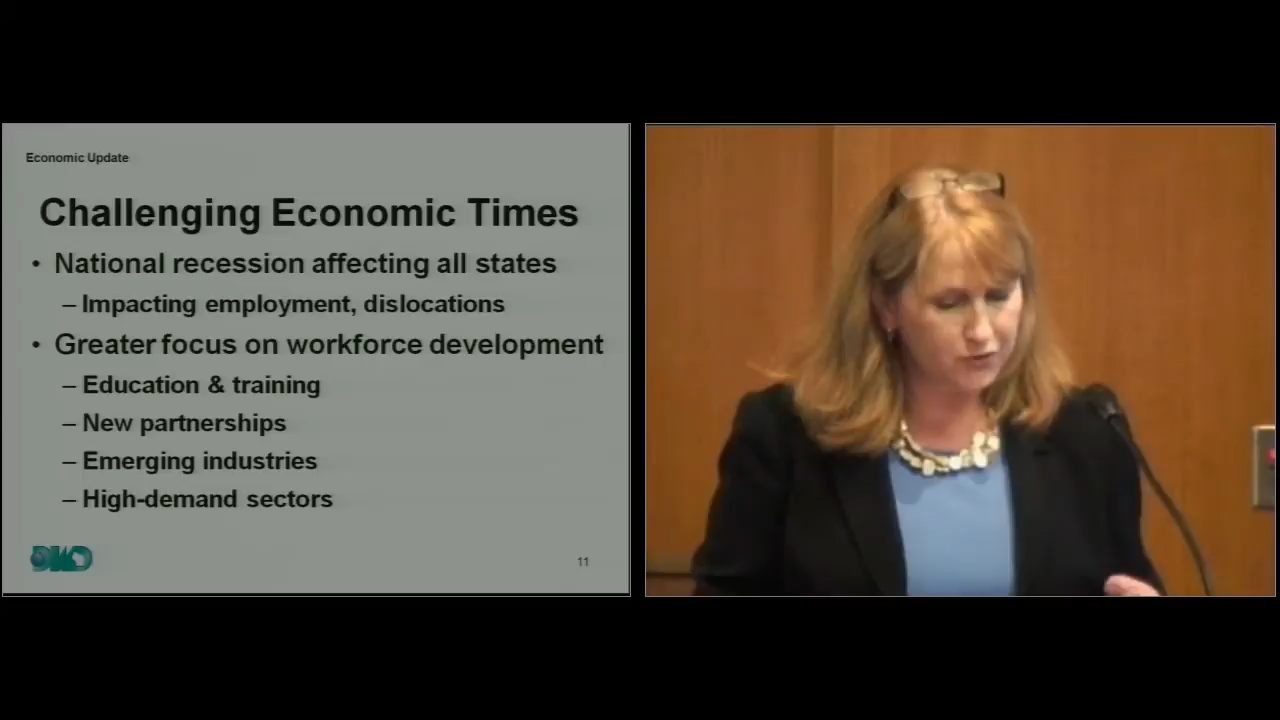 Economic Update
Challenging Economic Times
• National recession affecting all states
– Impacting employment, dislocations
• Greater focus on workforce development
– Education & training
– New partnerships
– Emerging industries
– High-demand sectors
11